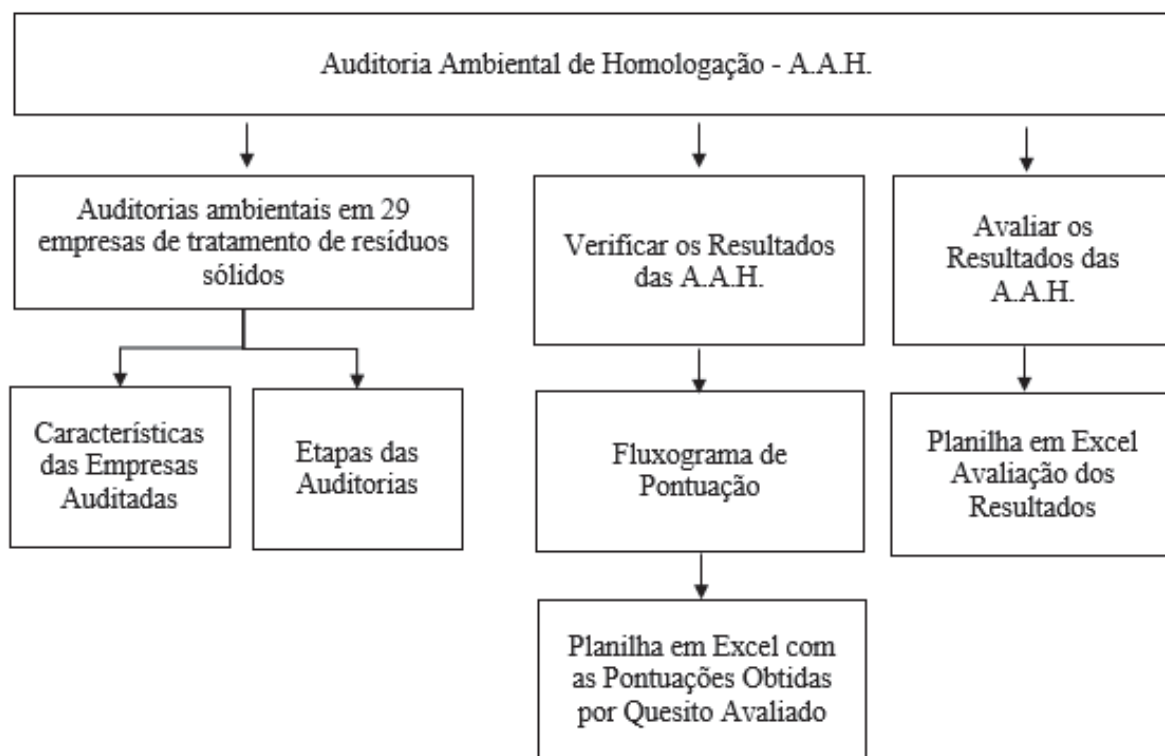 Auditoria Ambiental de Homologação - A.A.H.
Auditorias ambientais em 29
empresas de tratamento de resíduos
sólidos
Verificar os Resultados
das A.A.H.
Avaliar os
Resultados das
A.A.H.
Características
das Empresas
Auditadas
Etapas das
Auditorias
Fluxograma de
Pontuação
Planilha em Excel
Avaliação dos
Resultados
Planilha em Excel com
as Pontuações Obtidas
por Quesito Avaliado